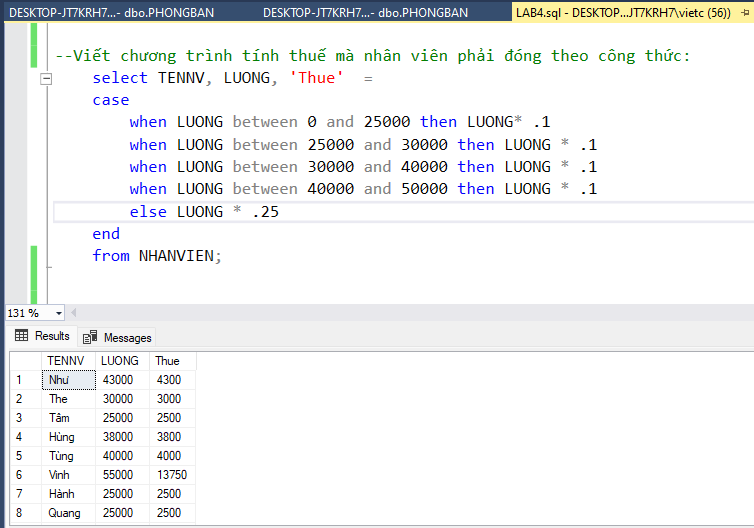 DESKTOP-JT7KRH7...- dbo.PHONGBAN DESKTOP-JT7KRH7...- dbo.PHONGBAN LAB4.sql - DESKTOP...JT7KRH7\vietc (56))
--Viết chương trình tính thuế mà nhân viên phải đóng theo công thức:
select TENNV, LUONG, 'Thue' =
case
when LUONG between 0 and 25000 then LUONG* .1
when LUONG between 25000 and 30000 then LUONG * .1
when LUONG between 30000 and 40000 then LUONG * .1
when LUONG between 40000 and 50000 then LUONG * .1
else LUONG * .25
end
from NHANVIEN;
131 %
Results Messages
TENNV LUONG Thue
1 Như 43000 4300
2 The 30000 3000
3 Tâm 25000 2500
4 Hùng 38000 3800
5 Tùng 40000 4000
6 Vinh 55000 13750
7 Hành 25000 2500
8 Quang 25000 2500